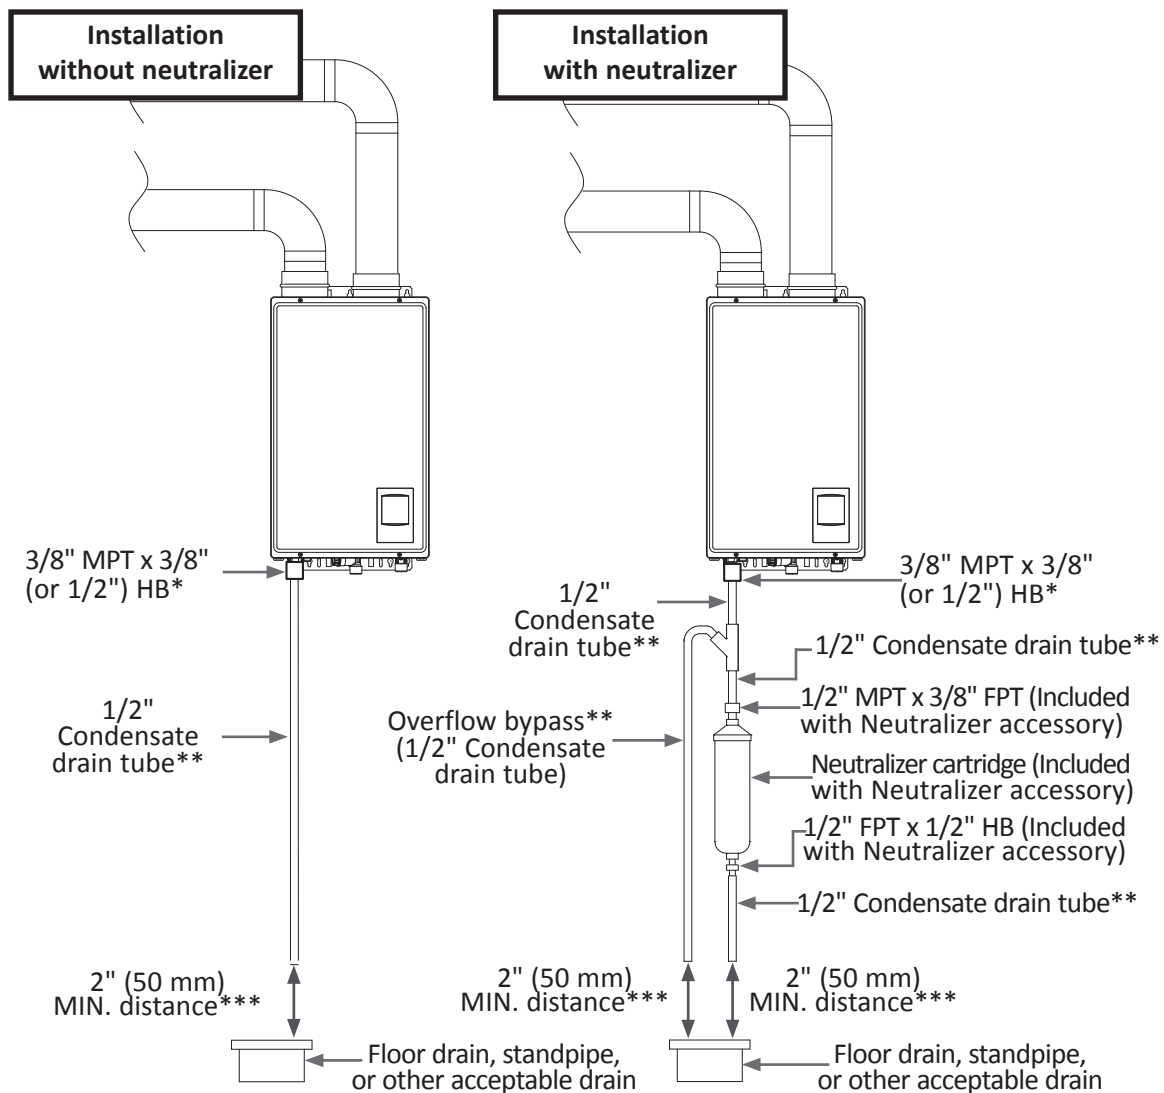 Installation
without neutralizer
3/8" MPT x 3/8"
(or 1/2") HB*
1/2"
Condensate
drain tube**
2" (50 mm)
MIN. distance***
Floor drain, standpipe,
or other acceptable drain
Installation
with neutralizer
3/8" MPT x 3/8"
(or 1/2") HB*
1/2"
Condensate
drain tube**
1/2" Condensate drain tube**
1/2" MPT x 3/8" FPT (Included
with Neutralizer accessory)
Overflow bypass**
(1/2" Condensate
drain tube)
Neutralizer cartridge (Included
with Neutralizer accessory)
1/2" FPT x 1/2" HB (Included
with Neutralizer accessory)
1/2" Condensate drain tube**
2" (50 mm)
MIN. distance***
2" (50 mm)
MIN. distance***
Floor drain, standpipe,
or other acceptable drain